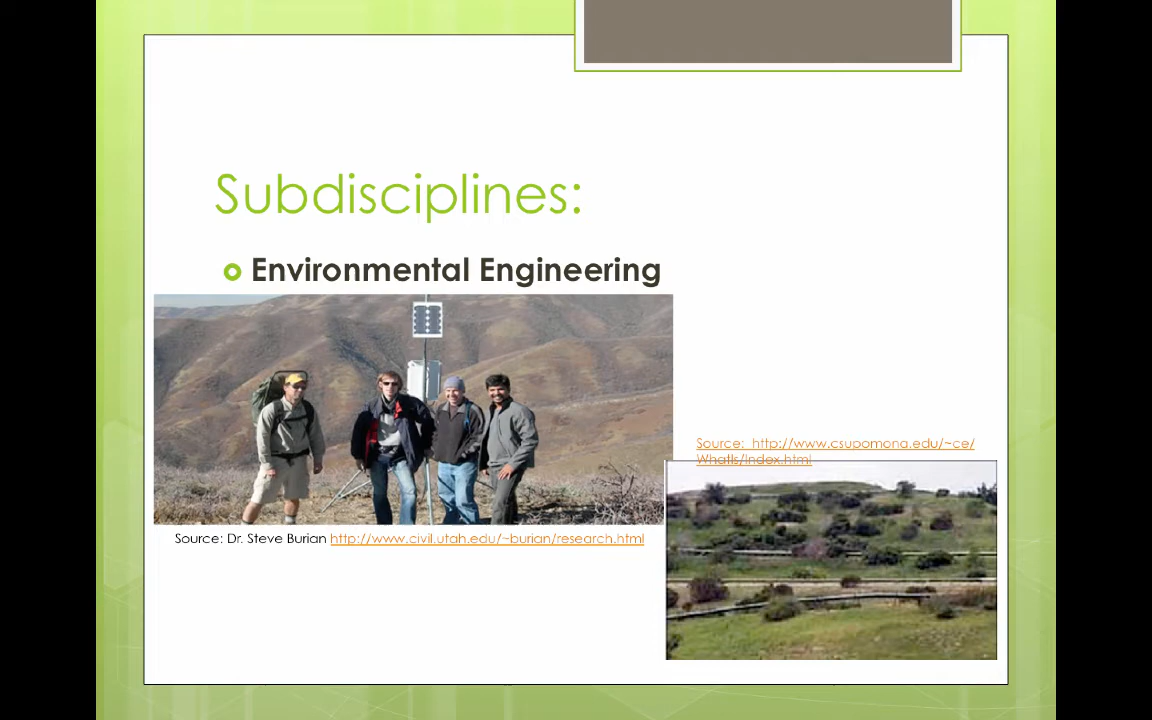 Subdisciplines:
Environmental Engineering
Source: http://www.csupomona.edu/~ce/
WhatIs/index.html
Source: Dr. Steve Burian http://www.civil.utah.edu/~burian/research.html